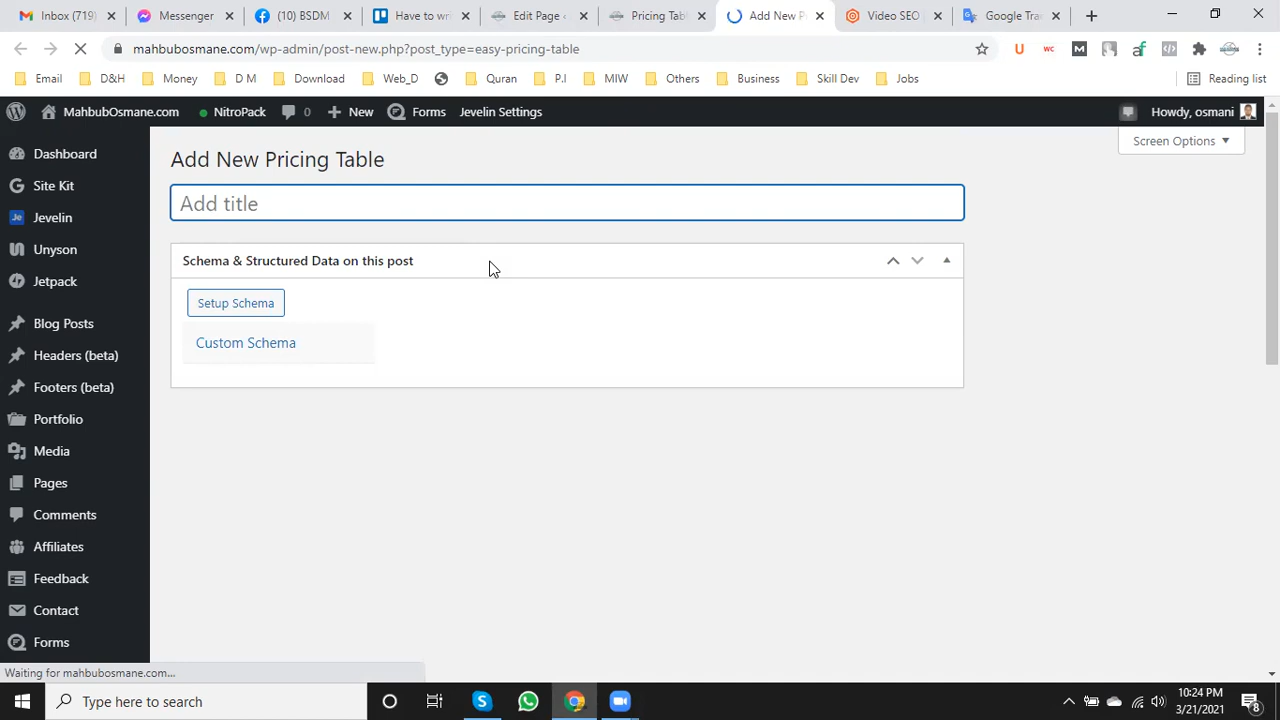 Inbox (719)
Messenger
(10) BSDM
Have to wri
Edit Page
Pricing Tab
Add New P
Video SEO
Google Tra
mahbubosmane.com/wp-admin/post-new.php?post_type=easy-pricing-table
U
wc
M
af
Email
D&H
Money
D M
Download
Web_D
Quran
P.I
MIW
Others
Business
Skill Dev
Jobs
Reading list
MahbubOsmane.com
NitroPack
0
New
Forms
Jevelin Settings
Howdy, osmani
Screen Options
Dashboard
Site Kit
Je
Jevelin
Unyson
Jetpack
Blog Posts
Headers (beta)
Footers (beta)
Portfolio
Media
Pages
Comments
Affiliates
Feedback
Contact
Forms
Add New Pricing Table
Add title
Schema & Structured Data on this post
Setup Schema
Custom Schema
Waiting for mahbubosmane.com...
Type here to search
10:24 PM
3/21/2021
8